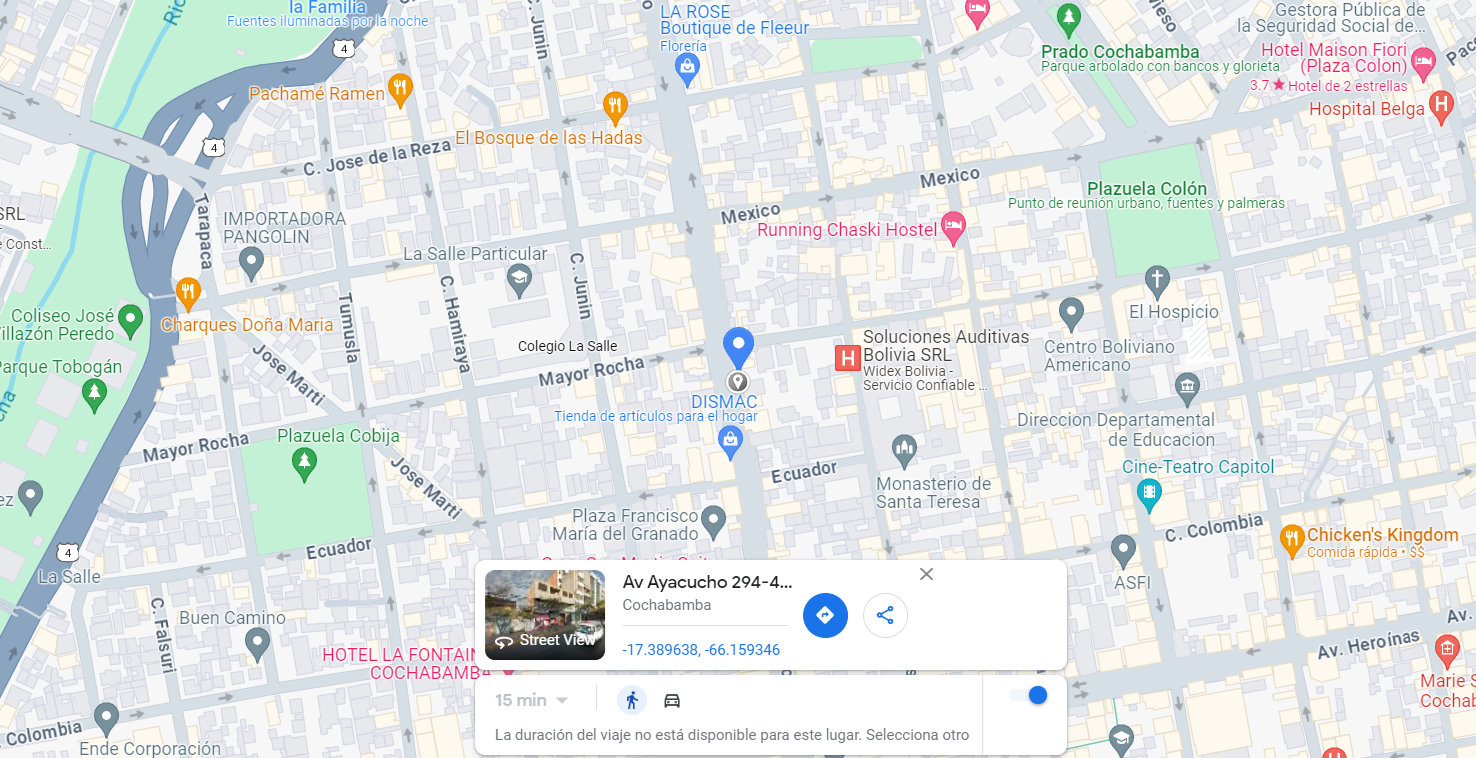 la Familia
Fuentes iluminadas por la noche
Rio
4
C. Junin
LA ROSE
Boutique de Fleeur
Florería
Prado Cochabamba
Parque arbolado con bancos y glorieta
Gestora Pública de
la Seguridad Social de...
Hotel Maison Fiori
(Plaza Colon)
3.7 ★ Hotel de 2 estrellas
Hospital Belga
Pachamé Ramen
El Bosque de las Hadas
4
C. Jose de la Reza
Mexico
Plazuela Colón
Punto de reunión urbano, fuentes y palmeras
Tarapaca
SRL
Const...
IMPORTADORA
PANGOLIN
Mexico
Running Chaski Hostel
La Salle Particular
C. Junin
C. Hamiraya
Tumusla
Coliseo José
Villazón Peredo
Charques Doña Maria
El Hospicio
Soluciones Auditivas
Bolivia SRL
Widex Bolivia -
Servicio Confiable ...
Centro Boliviano
Americano
Colegio La Salle
Mayor Rocha
Jose Marti
Parque Tobogán
DISMAC
Tienda de artículos para el hogar
Direccion Departamental
de Educacion
Plazuela Cobija
Mayor Rocha
Jose Marti
Ecuador
Monasterio de
Santa Teresa
Cine-Teatro Capitol
Plaza Francisco
María del Granado
C. Colombia
Chicken's Kingdom
Comida rápida • $$
Ecuador
4
La Salle
ASFI
C. Falsuri
Buen Camino
HOTEL LA FONTAIN
COCHABAMBA
Av Ayacucho 294-4...
Cochabamba
Street View
-17.389638, -66.159346
Av. Heroínas
Av.
Marie
Cochab
15 min
La duración del viaje no está disponible para este lugar. Selecciona otro
Colombia
Ende Corporación